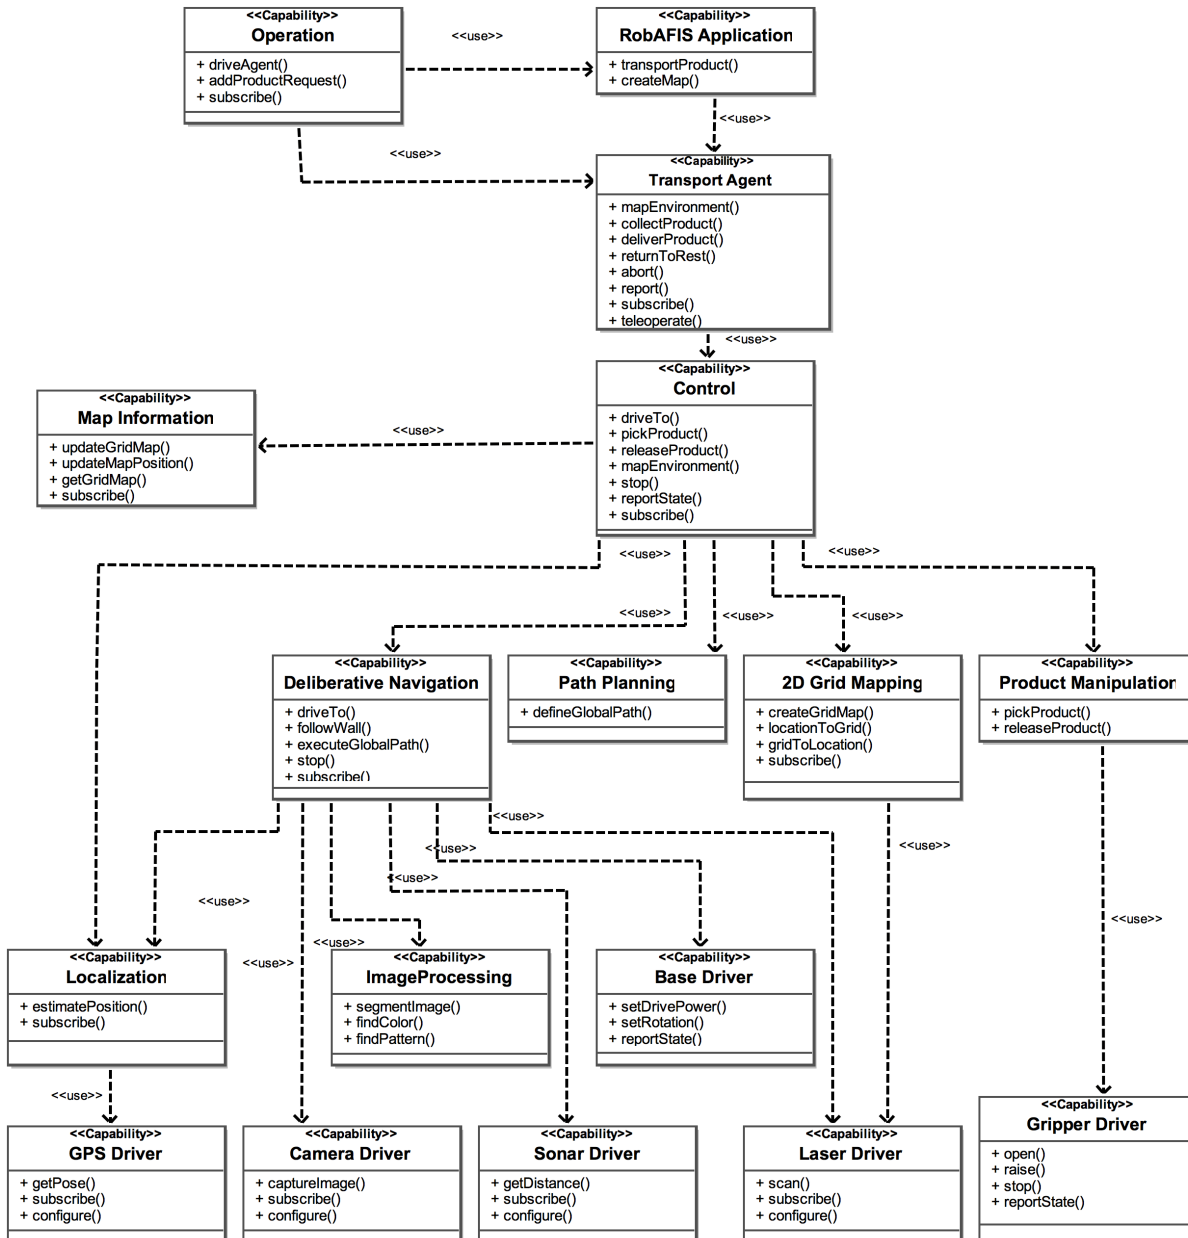 <<Capability>>
Operation
+ driveAgent()
+ addProductRequest()
+ subscribe()
<<use>>
<<Capability>>
RobAFIS Application
+ transportProduct()
+ createMap()
<<use>>
<<use>>
<<Capability>>
Transport Agent
+ mapEnvironment()
+ collectProduct()
+ deliverProduct()
+ returnToRest()
+ abort()
+ report()
+ subscribe()
+ teleoperate()
<<use>>
<<Capability>>
Control
+ driveTo()
+ pickProduct()
+ releaseProduct()
+ mapEnvironment()
+ stop()
+ reportState()
+ subscribe()
<<use>>
<<Capability>>
Map Information
+ updateGridMap()
+ updateMapPosition()
+ getGridMap()
+ subscribe()
<<use>>
<<use>>
<<use>>
<<use>>
<<use>>
<<Capability>>
Deliberative Navigation
+ driveTo()
+ followWall()
+ executeGlobalPath()
+ stop()
+ subscribe()
<<Capability>>
Path Planning
+ defineGlobalPath()
<<Capability>>
2D Grid Mapping
+ createGridMap()
+ locationToGrid()
+ gridToLocation()
+ subscribe()
<<Capability>>
Product Manipulation
+ pickProduct()
+ releaseProduct()
<<use>>
<<use>>
<<use>>
<<use>>
<<use>>
<<use>>
<<use>>
<<use>>
<<Capability>>
Localization
+ estimatePosition()
+ subscribe()
<<Capability>>
ImageProcessing
+ segmentImage()
+ findColor()
+ findPattern()
<<Capability>>
Base Driver
+ setDrivePower()
+ setRotation()
+ reportState()
<<use>>
<<Capability>>
GPS Driver
+ getPose()
+ subscribe()
+ configure()
<<Capability>>
Camera Driver
+ captureImage()
+ subscribe()
+ configure()
<<Capability>>
Sonar Driver
+ getDistance()
+ subscribe()
+ configure()
<<Capability>>
Laser Driver
+ scan()
+ subscribe()
+ configure()
<<Capability>>
Gripper Driver
+ open()
+ raise()
+ stop()
+ reportState()